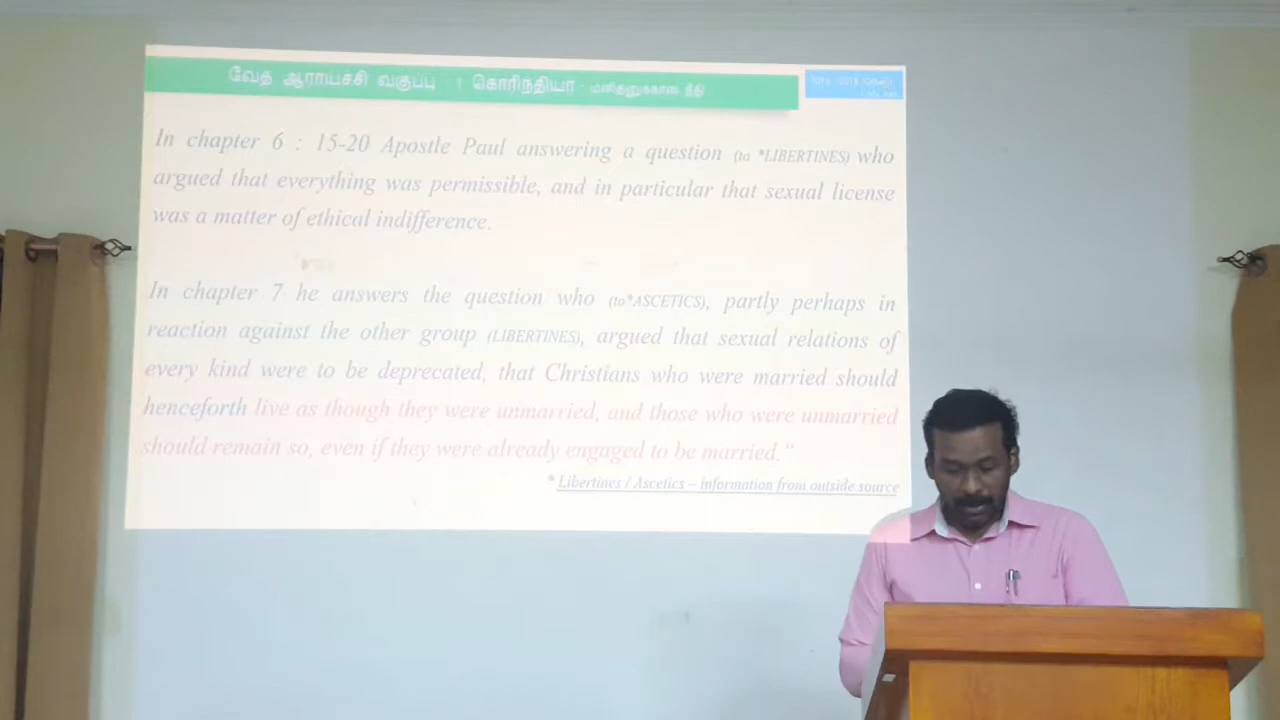 வேத ஆராய்ச்சி வகுப்பு - 1 கொரிந்தியர் - மனிதனுக்கான நீதி
In chapter 6 : 15-20 Apostle Paul answering a question (to *LIBERTINES) who
argued that everything was permissible, and in particular that sexual license
was a matter of ethical indifference.
In chapter 7 he answers the question who (to*ASCETICS), partly perhaps in
reaction against the other group (LIBERTINES), argued that sexual relations of
every kind were to be deprecated, that Christians who were married should
henceforth live as though they were unmarried, and those who were unmarried
should remain so, even if they were already engaged to be married."
* Libertines / Ascetics – Information from outside source